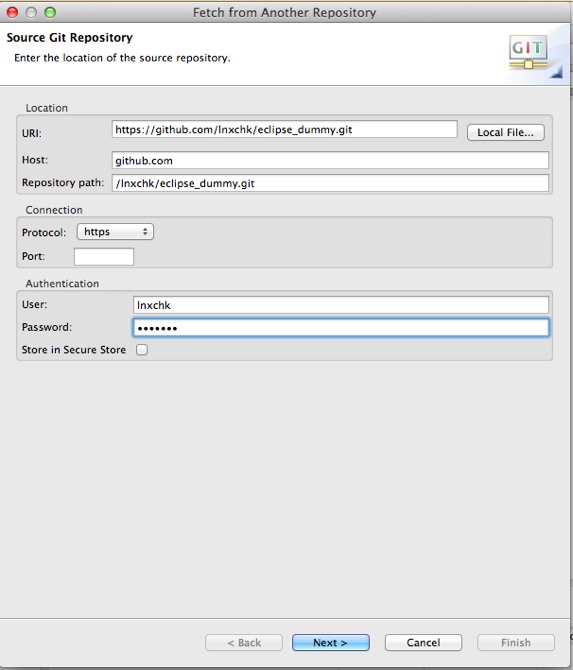 Fetch from Another Repository
Source Git Repository
Enter the location of the source repository.
GIT
Location
URI: https://github.com/lnxchk/eclipse_dummy.git Local File...
Host: github.com
Repository path: /lnxchk/eclipse_dummy.git
Connection
Protocol: https
Port:
Authentication
User: lnxchk
Password: •••••••
Store in Secure Store
< Back Next > Cancel Finish